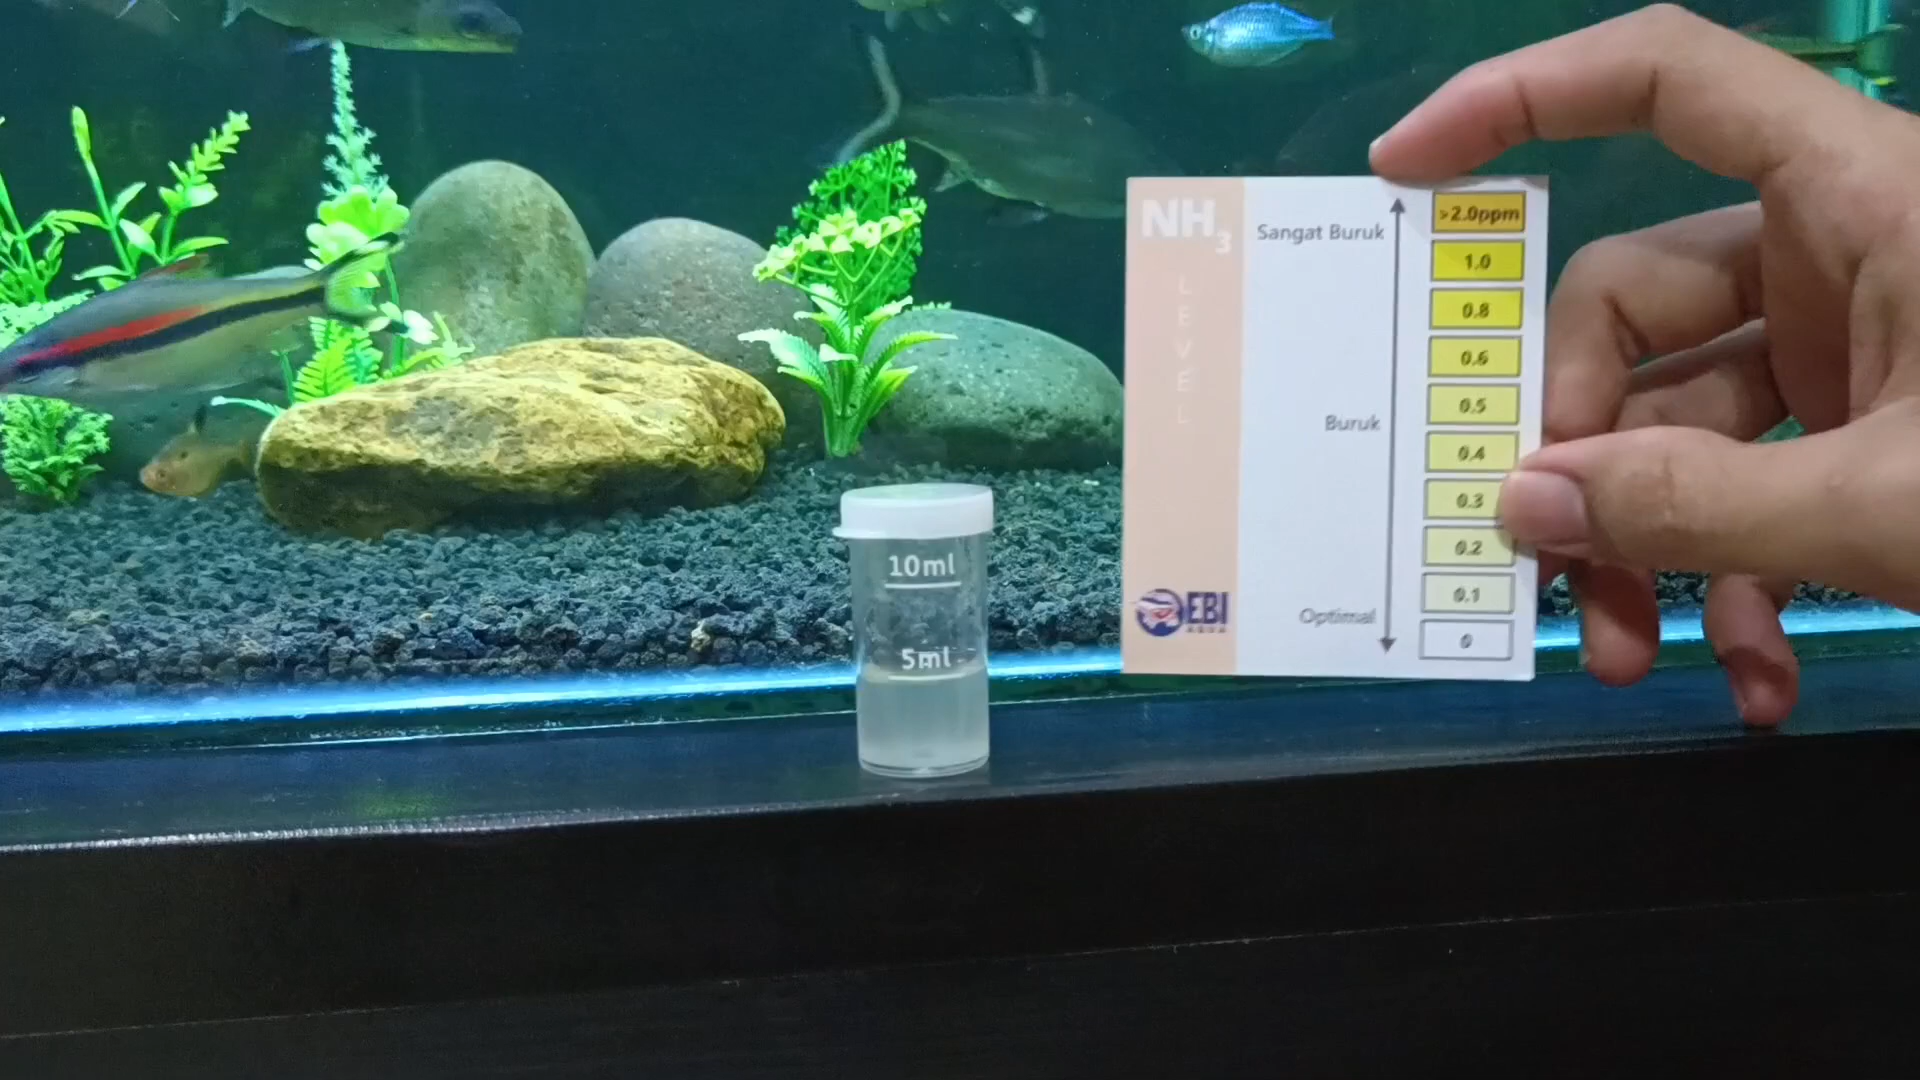 NH3
LEVEL
Sangat Buruk
Buruk
Optimal
>2.0ppm
1.0
0.8
0.6
0.5
0.4
0.3
0.2
0.1
0
EBI
AQUA
10ml
5ml